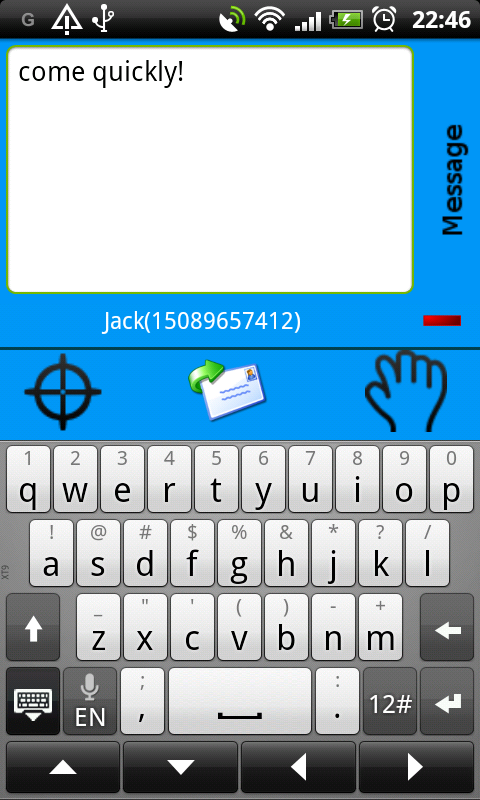 G 22:46
come quickly!
Message
Jack(15089657412)
1 2 3 4 5 6 7 8 9 0
q w e r t y u i o p
! @ # $ % & * ? /
a s d f g h j k l
XT9
_ " ' ( ) - +
z x c v b n m
; :
EN , . 12#